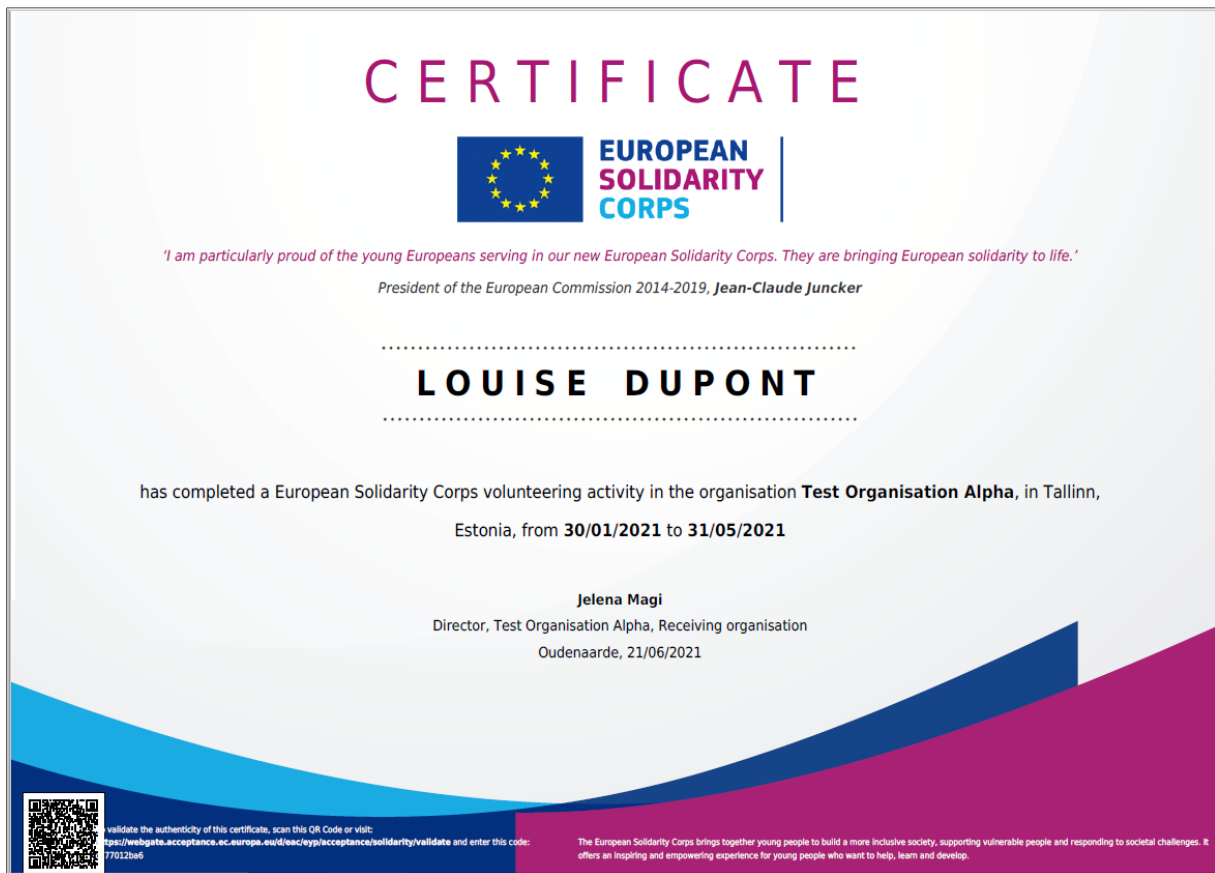 CERTIFICATE
EUROPEAN
SOLIDARITY
CORPS
'I am particularly proud of the young Europeans serving in our new European Solidarity Corps. They are bringing European solidarity to life.'
President of the European Commission 2014-2019, Jean-Claude Juncker
LOUISE DUPONT
has completed a European Solidarity Corps volunteering activity in the organisation Test Organisation Alpha, in Tallinn,
Estonia, from 30/01/2021 to 31/05/2021
Jelena Magi
Director, Test Organisation Alpha, Receiving organisation
Oudenaarde, 21/06/2021
validate the authenticity of this certificate, scan this QR Code or visit:
ttps://webgate.acceptance.ec.europa.eu/d/eac/eyp/acceptance/solidarity/validate and enter this code:
77012ba6
The European Solidarity Corps brings together young people to build a more inclusive society, supporting vulnerable people and responding to societal challenges. It
offers an inspiring and empowering experience for young people who want to help, learn and develop.